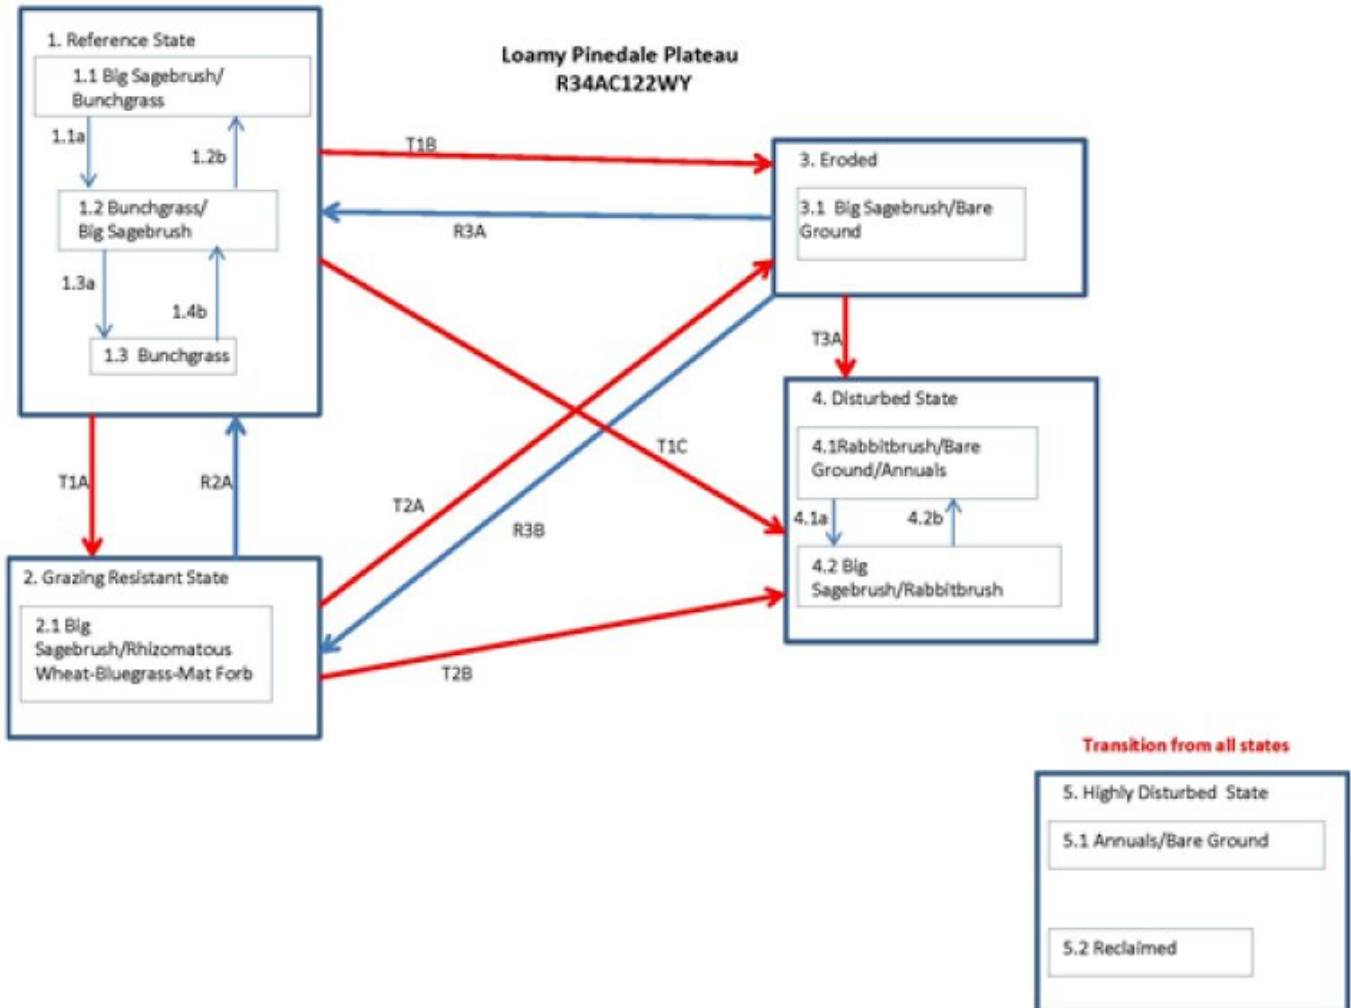 Loamy Pinedale Plateau
R34AC122WY
1. Reference State
1.1 Big Sagebrush/
Bunchgrass
1.1a
1.2b
1.2 Bunchgrass/
Big Sagebrush
1.3a
1.4b
1.3 Bunchgrass
T1B
R3A
3. Eroded
3.1 Big Sagebrush/Bare
Ground
T3A
T1C
4. Disturbed State
4.1Rabbitbrush/Bare
Ground/Annuals
4.1a
4.2b
4.2 Big
Sagebrush/Rabbitbrush
T1A
R2A
T2A
R3B
T2B
2. Grazing Resistant State
2.1 Big
Sagebrush/Rhizomatous
Wheat-Bluegrass-Mat Forb
Transition from all states
5. Highly Disturbed State
5.1 Annuals/Bare Ground
5.2 Reclaimed